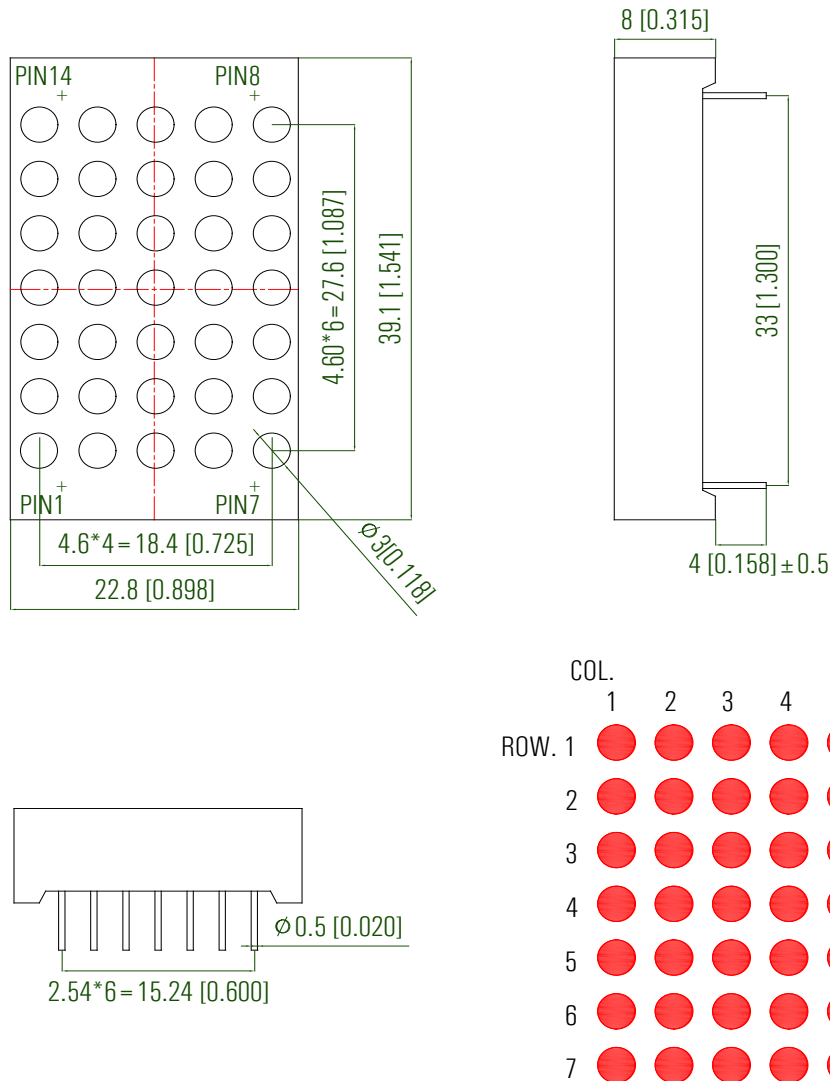 8 [0.315]
PIN14 PIN8
4.60*6=27.6 [1.087]
39.1 [1.541]
33 [1.300]
PIN1 PIN7
4.6*4=18.4 [0.725]
22.8 [0.898]
Ø3[0.118]
4 [0.158]±0.5
COL.
1 2 3 4
ROW. 1
2
3
4
5
6
7
Ø0.5 [0.020]
2.54*6=15.24 [0.600]